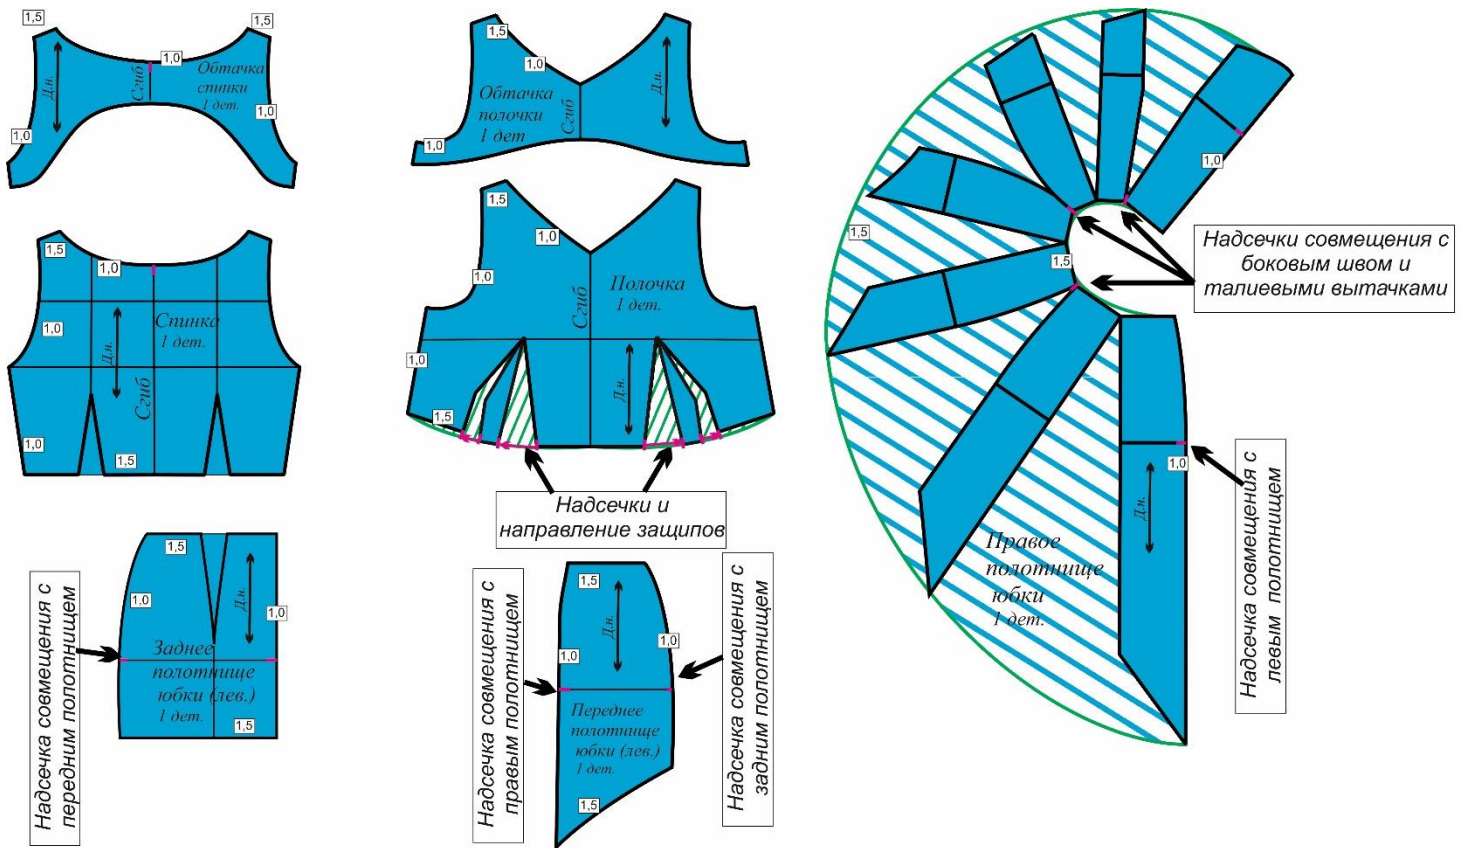 1,5
1,5
1,0
Обтачка
спинки
1 дет.
Д.н.
Сгиб
1,0
1,0
1,5
1,0
Обтачка
полочки
1 дет
Сгиб
Д.н.
1,0
1,5
1,0
Спинка
1 дет.
Д.н.
1,0
Сгиб
1,0
1,5
1,5
1,0
1,0
Полочка
1 дет.
Сгиб
1,0
Д.н.
1,5
Надсечки и
направление защипов
1,5
1,0
Д.н.
1,0
Заднее
полотнище
юбки (лев.)
1 дет.
1,5
Надсечка совмещения с
передним полотнищем
1,5
Д.н.
1,0
1,0
Переднее
полотнище
юбки (лев.)
1 дет.
1,5
Надсечка совмещения с
правым полотнищем
Надсечка совмещения с
задним полотнищем
1,0
1,5
1,5
Надсечки совмещения с
боковым швом и
талиевыми вытачками
1,0
Д.н.
Правое
полотнище
юбки
1 дет.
Надсечка совмещения с
левым полотнищем